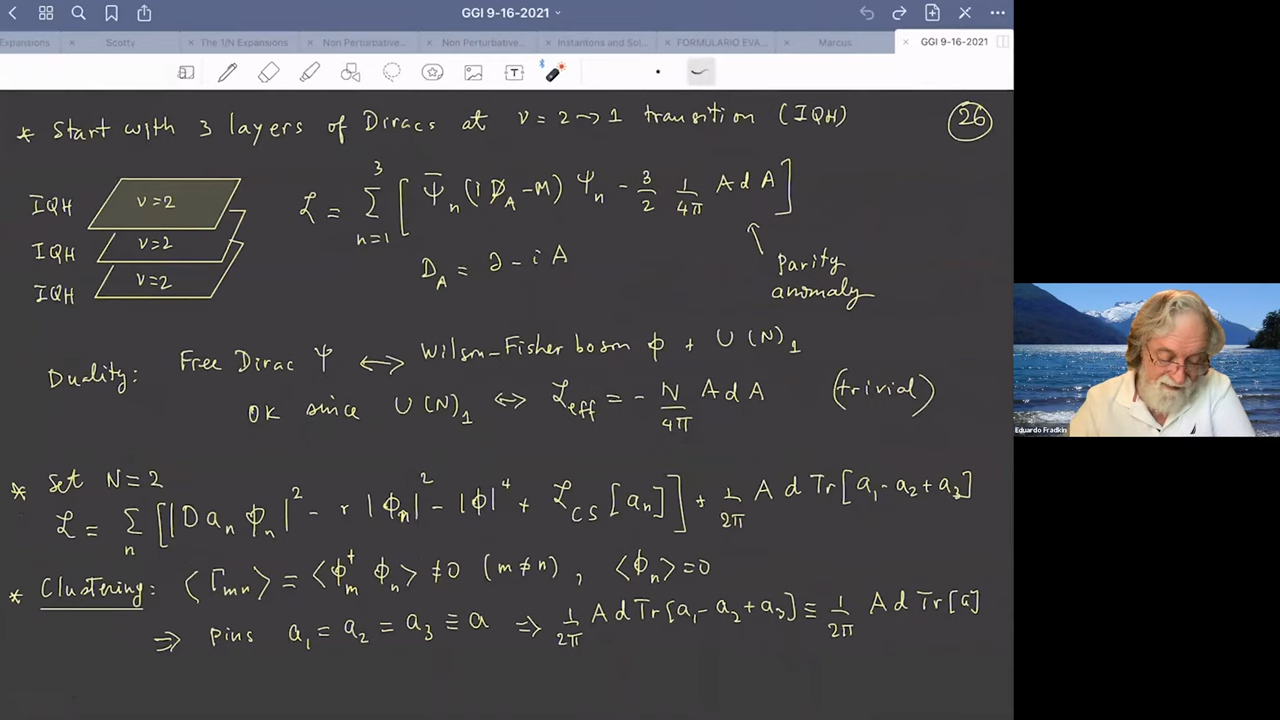 GGI 9-16-2021
Expansions
Scotty
The 1/N Expansions
Non Perturbative...
Non Perturbative...
Instantons and Sol...
FORMULARIO EVA...
Marcus
GGI 9-16-2021
* Start with 3 layers of Diracs at ν = 2 → 1 transition (IQH)
26
IQH ν=2
IQH ν=2
IQH ν=2
ℒ = Σ_{n=1}^{3} [ Ψ̄_n (i D̸_A - M) Ψ_n - 3/2 1/4π A d A ]
D_A = ∂ - i A
parity
anomaly
Duality: Free Dirac Ψ ⟷ Wilson-Fisher boson φ + U(N)_1
OK since U(N)_1 ↔ ℒ_eff = - N/4π A d A (trivial)
* Set N=2
ℒ = Σ_n [ |D a_n φ_n|^2 - r |φ_n|^2 - |φ|^4 + ℒ_CS [a_n] ] + 1/2π A d Tr[a_1 - a_2 + a_3]
* Clustering: ⟨Γ_mn⟩ = ⟨φ_m^† φ_n⟩ ≠ 0 (m≠n), ⟨φ_n⟩ = 0
⇒ pins a_1 = a_2 = a_3 ≡ a ⇒ 1/2π A d Tr[a_1 - a_2 + a_3] ≡ 1/2π A d Tr[a]
Eduardo Fradkin